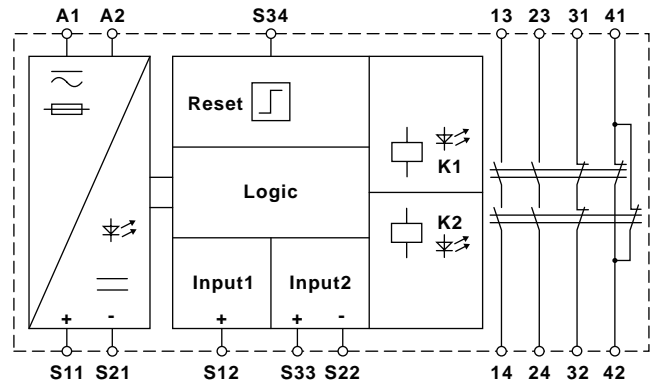 A1 A2 S34 13 23 31 41
Reset
K1
Logic
K2
Input1 Input2
+ - + + -
S11 S21 S12 S33 S22 14 24 32 42